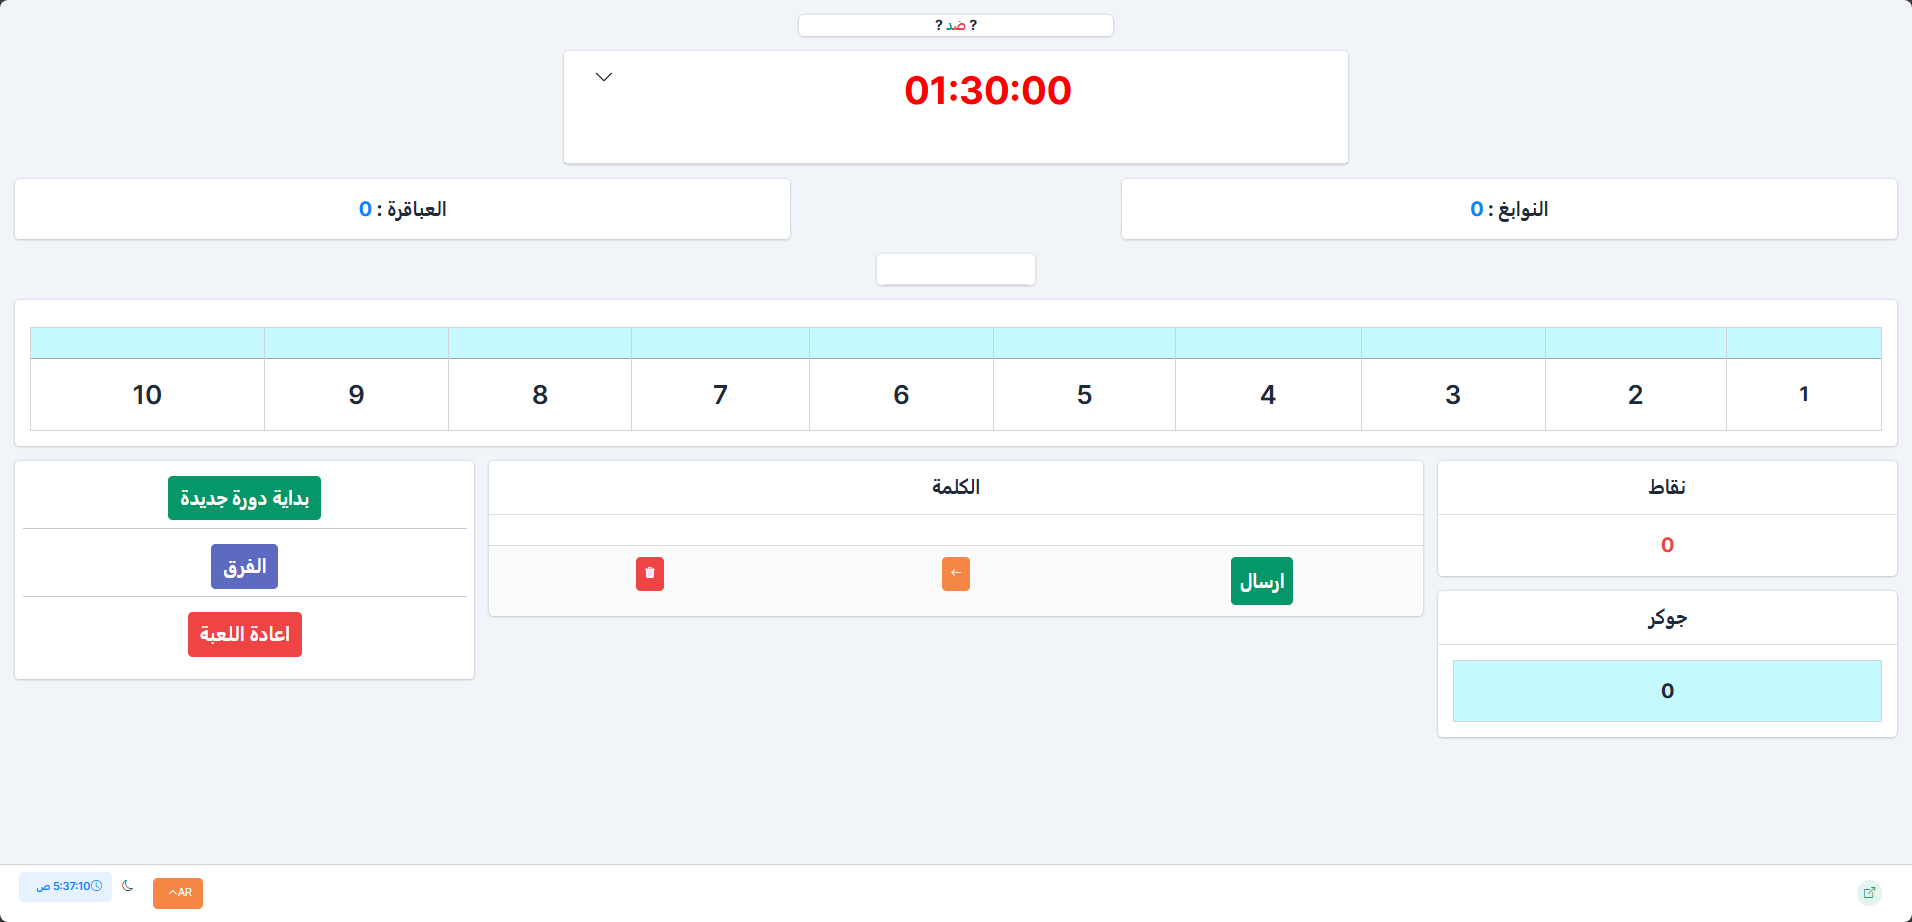 ? ضد ?
01:30:00
النوابغ : 0
العباقرة : 0
1 2 3 4 5 6 7 8 9 10
نقاط
0
جوكر
0
الكلمة
ارسال
بداية دورة جديدة
الفرق
اعادة اللعبة
AR
5:37:10 ص